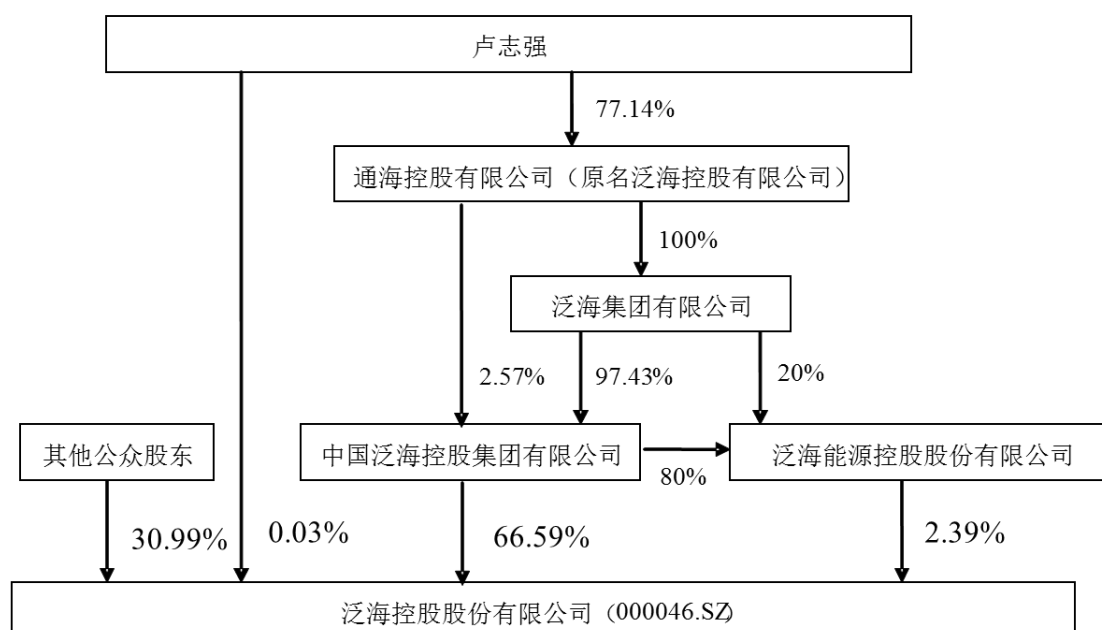 卢志强
77.14%
通海控股有限公司（原名泛海控股有限公司）
100%
泛海集团有限公司
2.57%
97.43%
20%
其他公众股东
中国泛海控股集团有限公司
80%
泛海能源控股股份有限公司
30.99%
0.03%
66.59%
2.39%
泛海控股股份有限公司（000046.SZ）